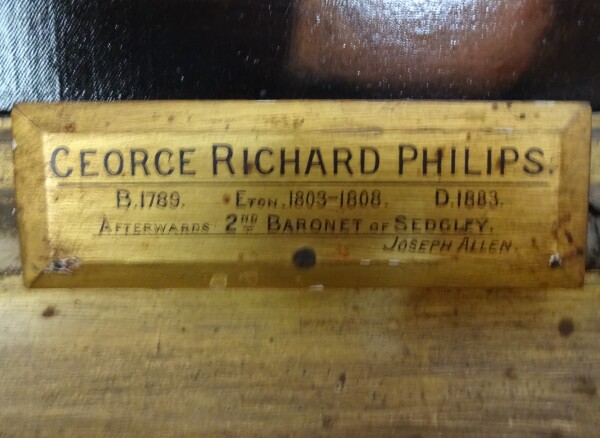 GEORGE RICHARD PHILIPS.
B.1789. ETON.1803-1808. D.1883.
AFTERWARDS 2ND BARONET OF SEDGLEY.
JOSEPH ALLEN.